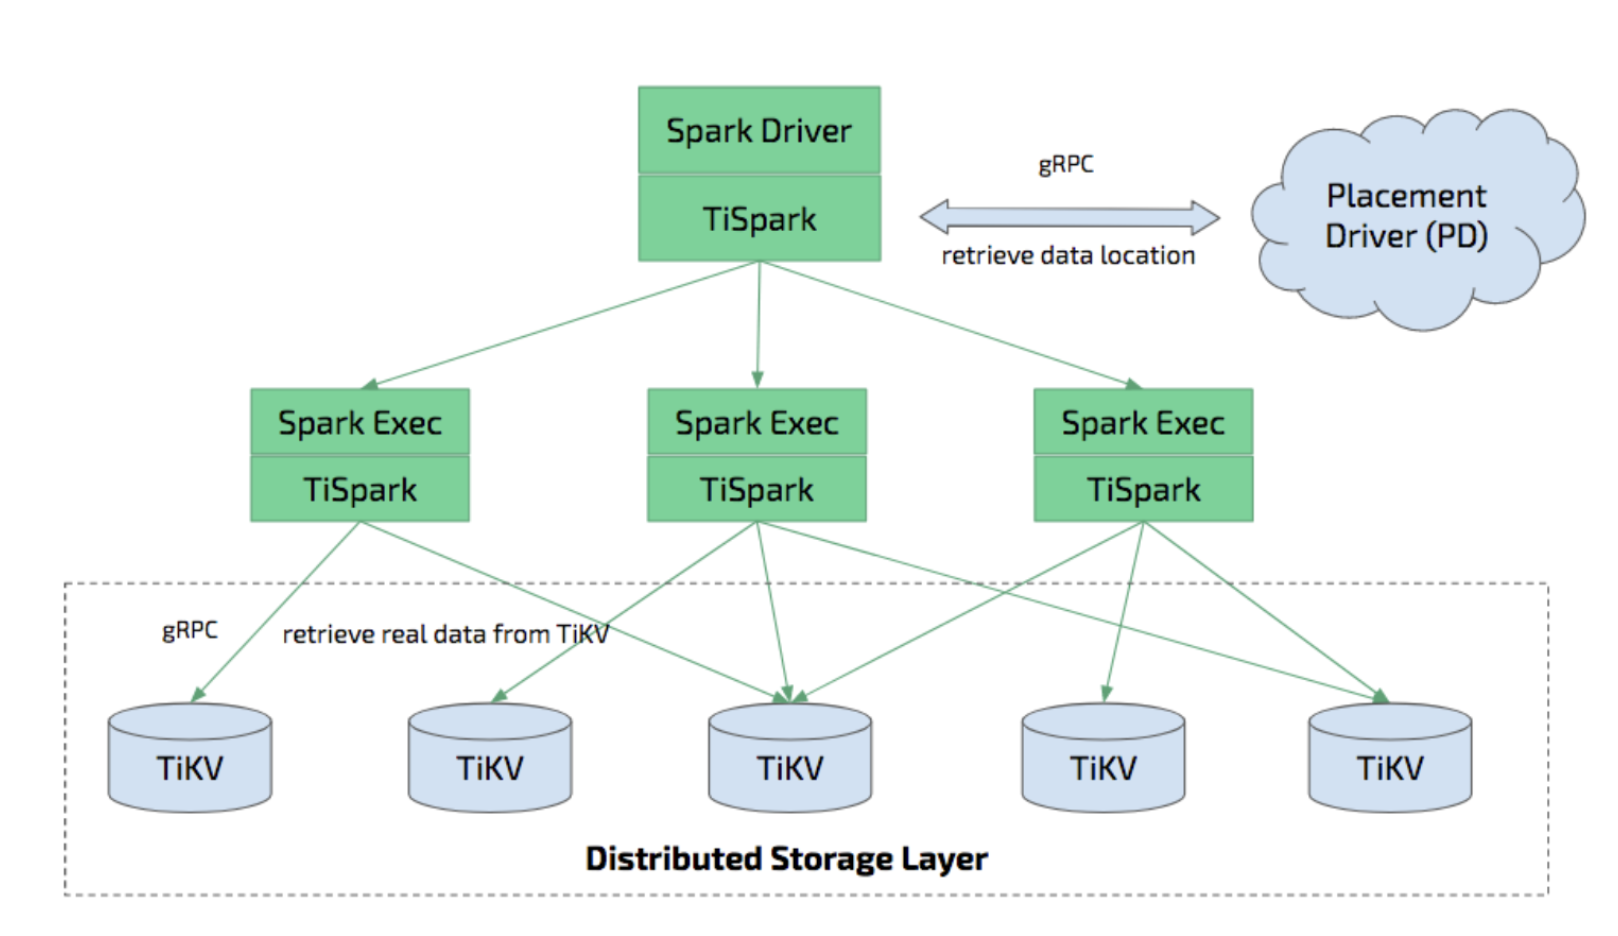 Spark Driver
TiSpark
gRPC
retrieve data location
Placement
Driver (PD)
Spark Exec
TiSpark
Spark Exec
TiSpark
Spark Exec
TiSpark
gRPC
retrieve real data from TiKV
TiKV
TiKV
TiKV
TiKV
TiKV
Distributed Storage Layer